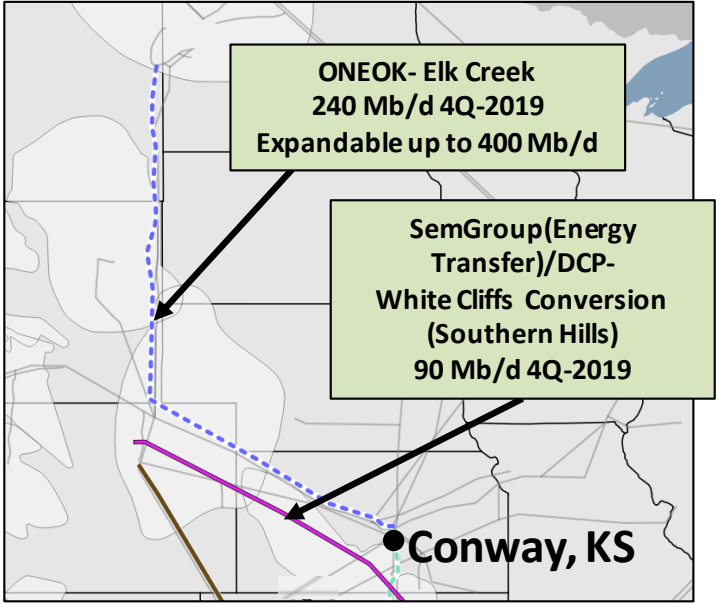 ONEOK- Elk Creek
240 Mb/d 4Q-2019
Expandable up to 400 Mb/d
SemGroup(Energy
Transfer)/DCP-
White Cliffs Conversion
(Southern Hills)
90 Mb/d 4Q-2019
Conway, KS